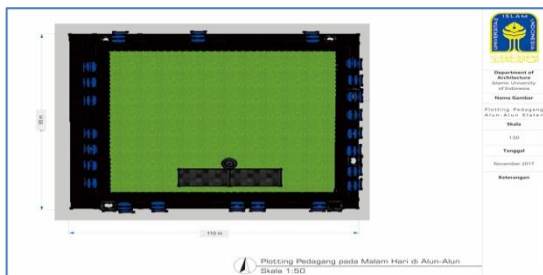 ISLAM
INDONESIA
Department of
Architecture
Islamic University
of Indonesia
Nama Gambar
Plotting Pedagang
Alun-Alun Klaten
Skala
1:50
Tanggal
November 2017
Keterangan
110 m
Plotting Pedagang pada Malam Hari di Alun-Alun
Skala 1:50